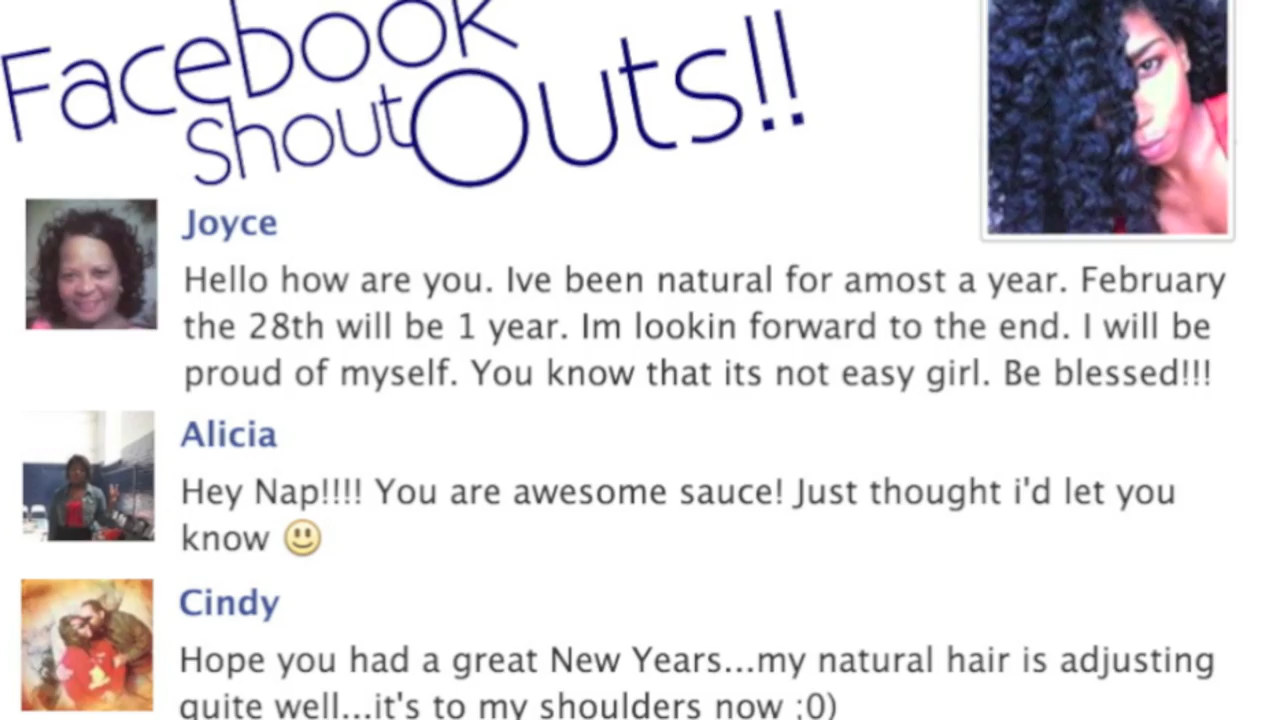 Facebook
Shout Outs!!
Joyce
Hello how are you. Ive been natural for amost a year. February
the 28th will be 1 year. Im lookin forward to the end. I will be
proud of myself. You know that its not easy girl. Be blessed!!!
Alicia
Hey Nap!!!! You are awesome sauce! Just thought i'd let you
know 🙂
Cindy
Hope you had a great New Years...my natural hair is adjusting
quite well...it's to my shoulders now ;0)